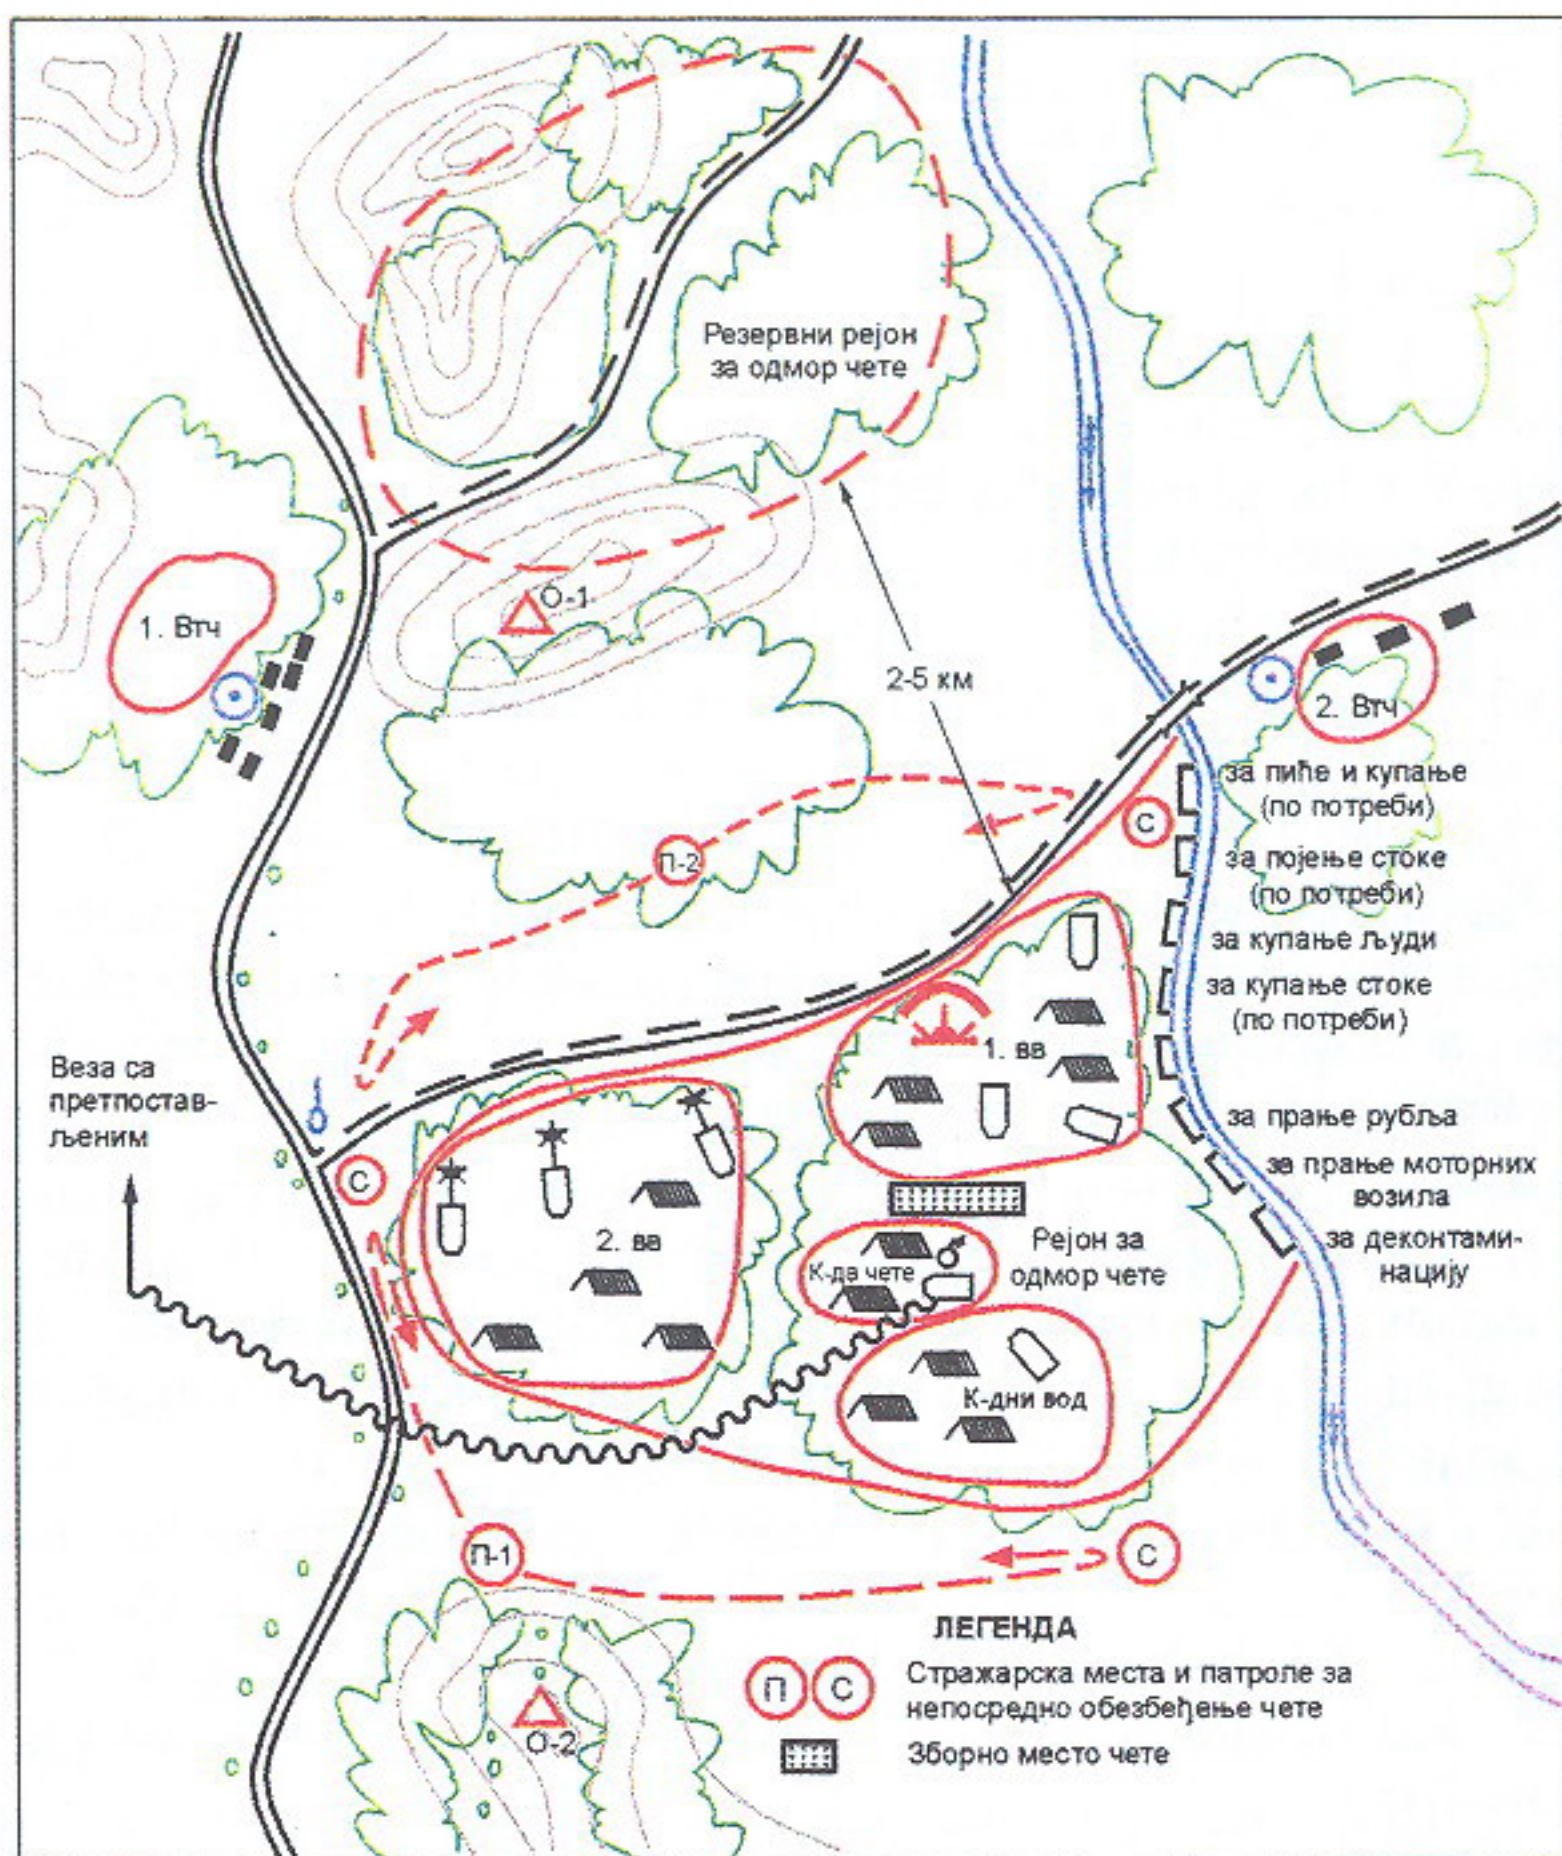 Резервни рејон
за одмор чете
О-1
1. Втч
2-5 км
2. Втч
за пиће и купање
(по потреби)
С
П-2
за појење стоке
(по потреби)
за купање људи
за купање стоке
(по потреби)
1. вв
Веза са
претпостав-
љеним
за прање рубља
С
за прање моторних
возила
2. вв
Рејон за
одмор чете
К-да чете
за деконтами-
нацију
К-дни вод
П-1
С
ЛЕГЕНДА
П С
Стражарска места и патроле за
непосредно обезбеђење чете
О-2
Зборно место чете